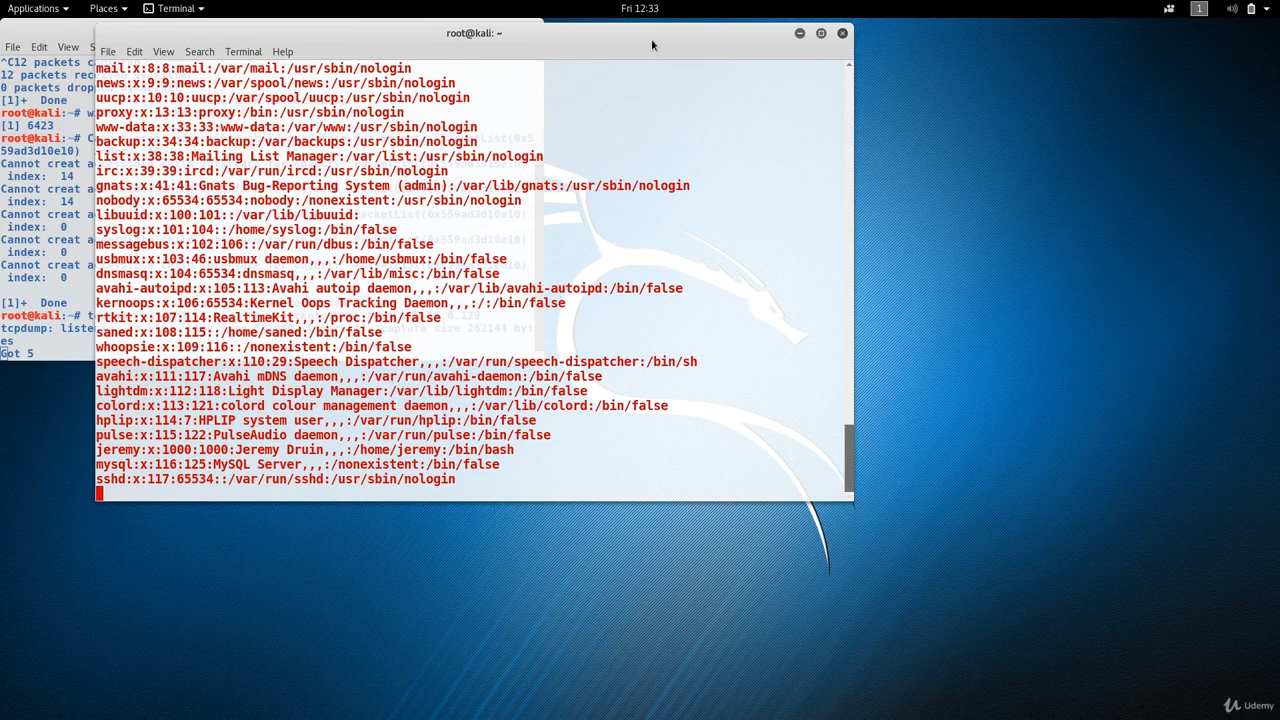 Applications
Places
Terminal
Fri 12:33
1
root@kali: ~
File Edit View Search Terminal Help
mail:x:8:8:mail:/var/mail:/usr/sbin/nologin
news:x:9:9:news:/var/spool/news:/usr/sbin/nologin
uucp:x:10:10:uucp:/var/spool/uucp:/usr/sbin/nologin
proxy:x:13:13:proxy:/bin:/usr/sbin/nologin
www-data:x:33:33:www-data:/var/www:/usr/sbin/nologin
backup:x:34:34:backup:/var/backups:/usr/sbin/nologin
list:x:38:38:Mailing List Manager:/var/list:/usr/sbin/nologin
irc:x:39:39:ircd:/var/run/ircd:/usr/sbin/nologin
gnats:x:41:41:Gnats Bug-Reporting System (admin):/var/lib/gnats:/usr/sbin/nologin
nobody:x:65534:65534:nobody:/nonexistent:/usr/sbin/nologin
libuuid:x:100:101::/var/lib/libuuid:
syslog:x:101:104::/home/syslog:/bin/false
messagebus:x:102:106::/var/run/dbus:/bin/false
usbmux:x:103:46:usbmux daemon,,,:/home/usbmux:/bin/false
dnsmasq:x:104:65534:dnsmasq,,,:/var/lib/misc:/bin/false
avahi-autoipd:x:105:113:Avahi autoip daemon,,,:/var/lib/avahi-autoipd:/bin/false
kernoops:x:106:65534:Kernel Oops Tracking Daemon,,,:/:/bin/false
rtkit:x:107:114:RealtimeKit,,,:/proc:/bin/false
saned:x:108:115::/home/saned:/bin/false
whoopsie:x:109:116::/nonexistent:/bin/false
speech-dispatcher:x:110:29:Speech Dispatcher,,,:/var/run/speech-dispatcher:/bin/sh
avahi:x:111:117:Avahi mDNS daemon,,,:/var/run/avahi-daemon:/bin/false
lightdm:x:112:118:Light Display Manager:/var/lib/lightdm:/bin/false
colord:x:113:121:colord colour management daemon,,,:/var/lib/colord:/bin/false
hplip:x:114:7:HPLIP system user,,,:/var/run/hplip:/bin/false
pulse:x:115:122:PulseAudio daemon,,,:/var/run/pulse:/bin/false
jeremy:x:1000:1000:Jeremy Druin,,,:/home/jeremy:/bin/bash
mysql:x:116:125:MySQL Server,,,:/nonexistent:/bin/false
sshd:x:117:65534::/var/run/sshd:/usr/sbin/nologin
File Edit View S
^C12 packets c
12 packets rec
0 packets drop
[1]+ Done
root@kali:~# w
[1] 6423
root@kali:~# C
59ad3d10e10)
Cannot creat a
index: 14
Cannot creat a
index: 14
Cannot creat a
index: 0
Cannot creat a
index: 0
Cannot creat a
index: 0
[1]+ Done
root@kali:~# t
tcpdump: liste
capture size 262144 byt
es
Got 5
Udemy